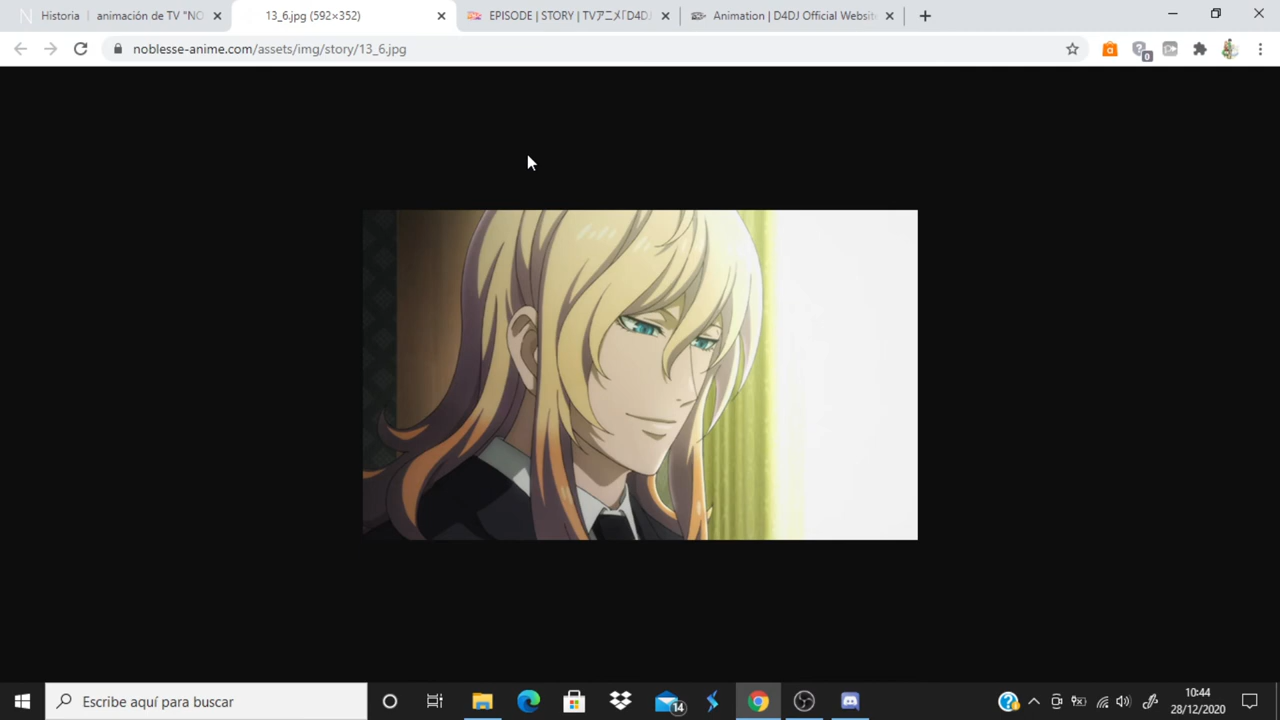 Historia | animación de TV "NO
13_6.jpg (592×352)
EPISODE | STORY | TVアニメ「D4DJ
Animation | D4DJ Official Website
noblesse-anime.com/assets/img/story/13_6.jpg
0
Escribe aquí para buscar
14
10:44
28/12/2020